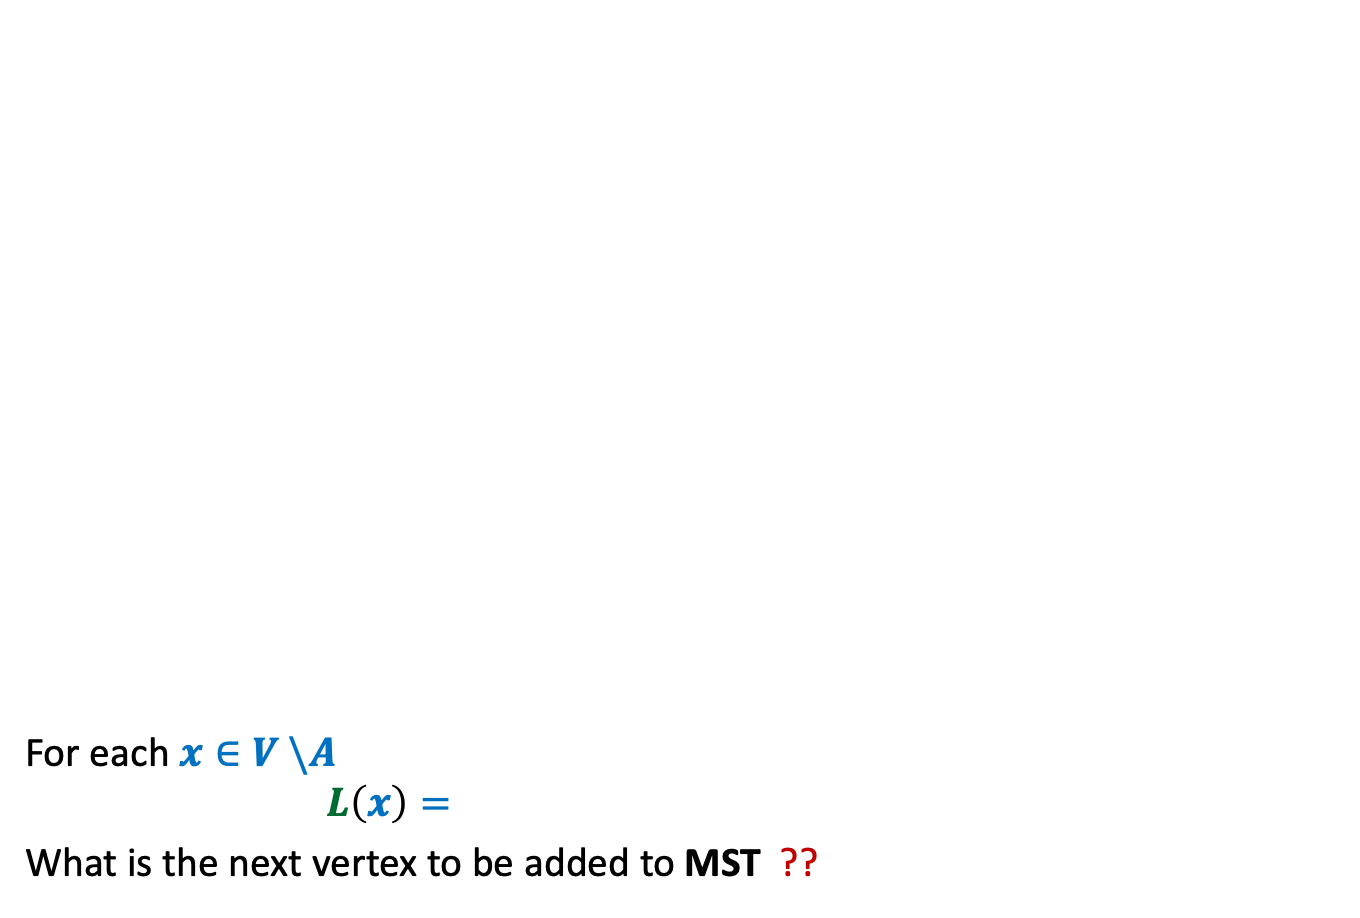 For each x ∈ V \A
L(x) =
What is the next vertex to be added to MST ??